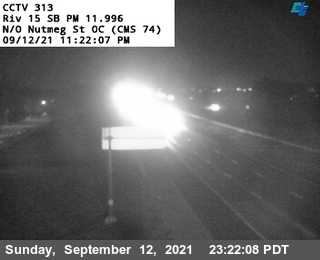 CCTV 313
Riv 15 SB PM 11.996
N/O Nutmeg St OC (CMS 74)
09/12/21 11:22:07 PM
Sunday, September 12, 2021 23:22:08 PDT